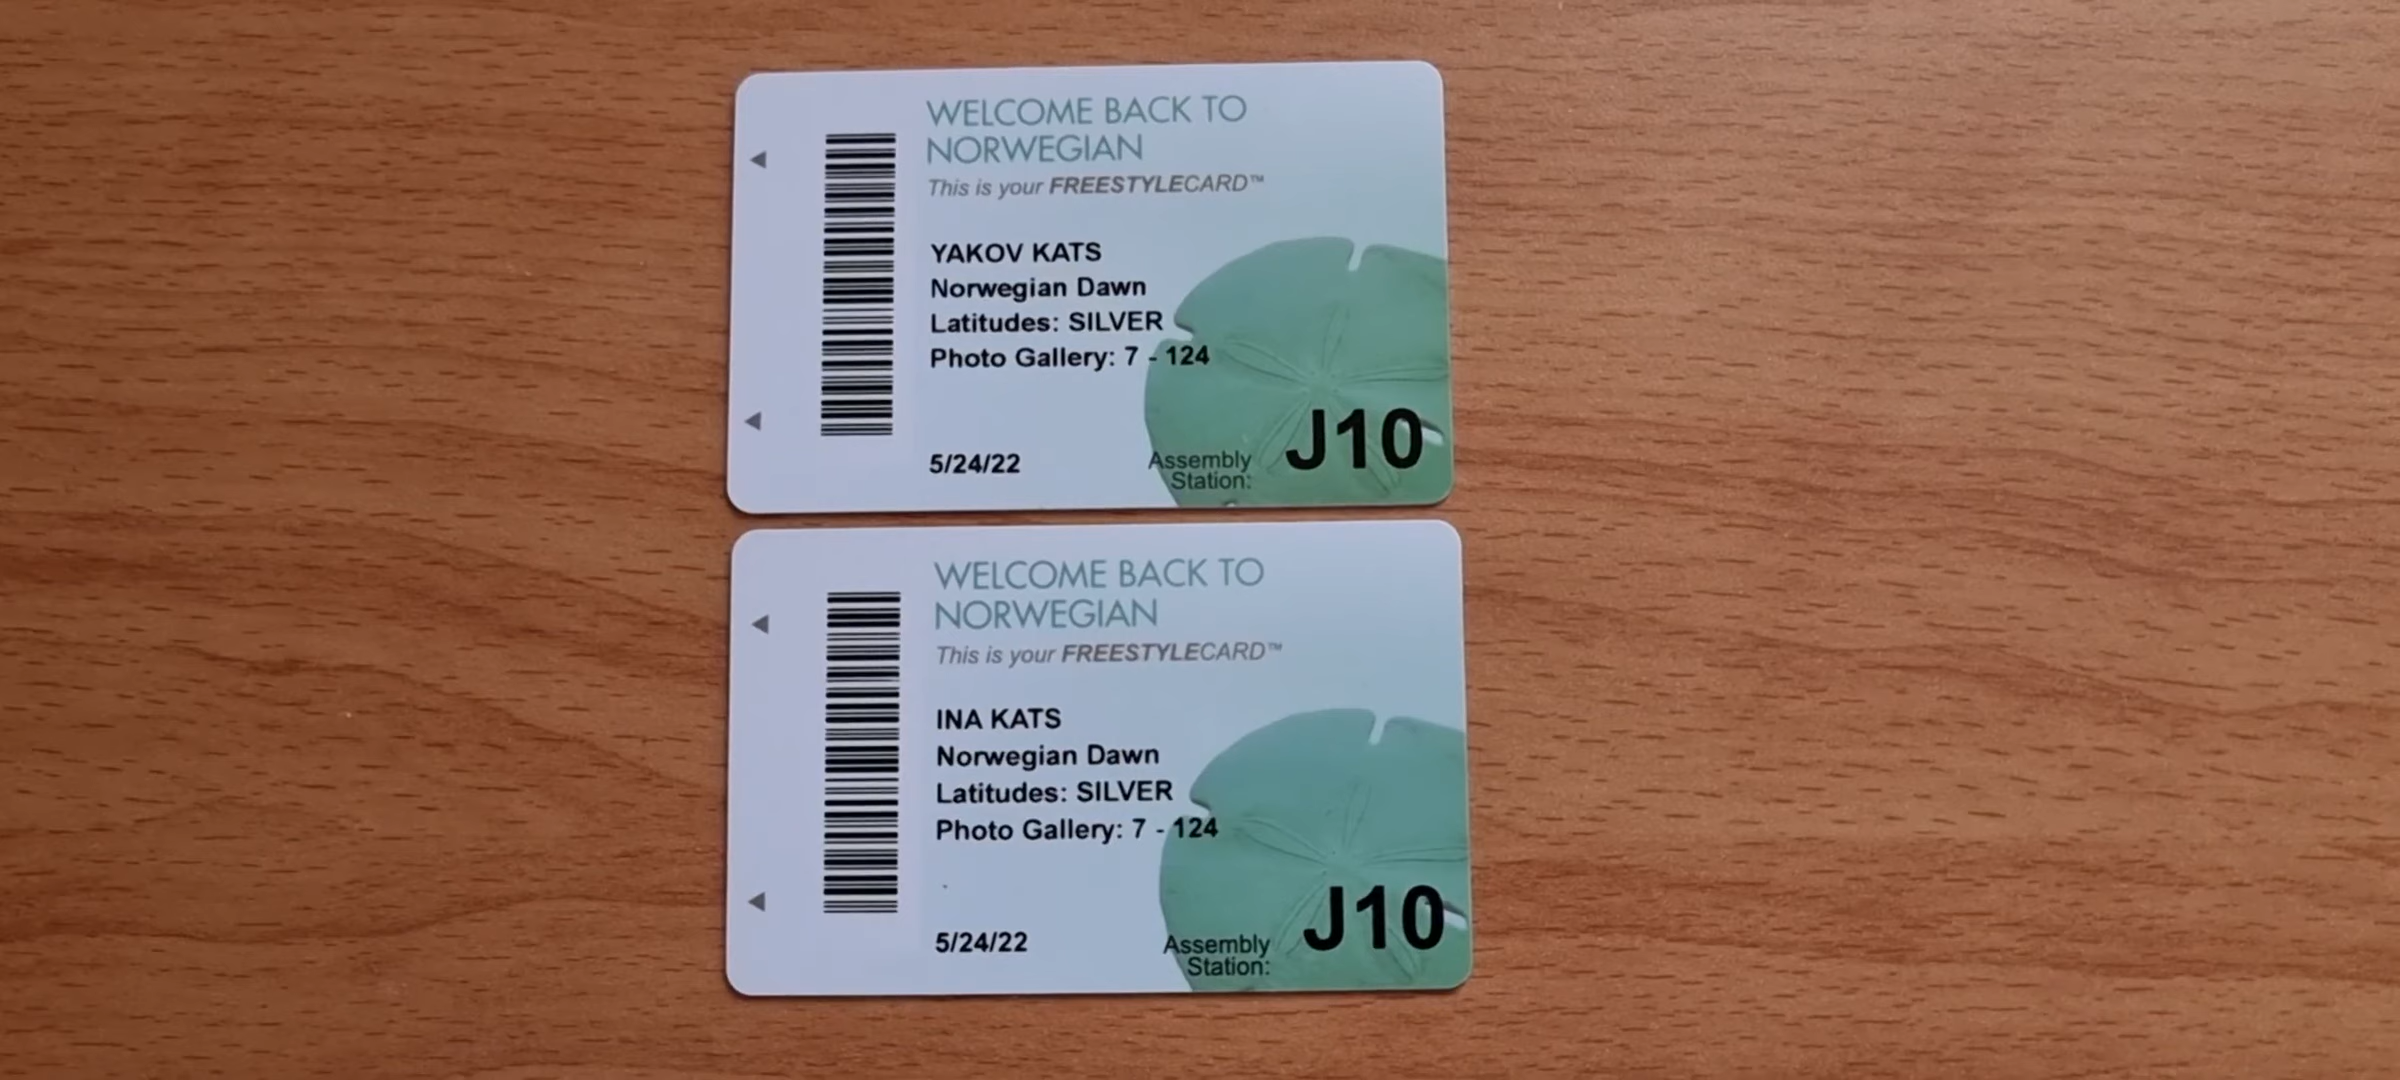 WELCOME BACK TO
NORWEGIAN
This is your FREESTYLECARD™
YAKOV KATS
Norwegian Dawn
Latitudes: SILVER
Photo Gallery: 7 - 124
5/24/22
Assembly
Station:
J10
WELCOME BACK TO
NORWEGIAN
This is your FREESTYLECARD™
INA KATS
Norwegian Dawn
Latitudes: SILVER
Photo Gallery: 7 - 124
5/24/22
Assembly
Station:
J10